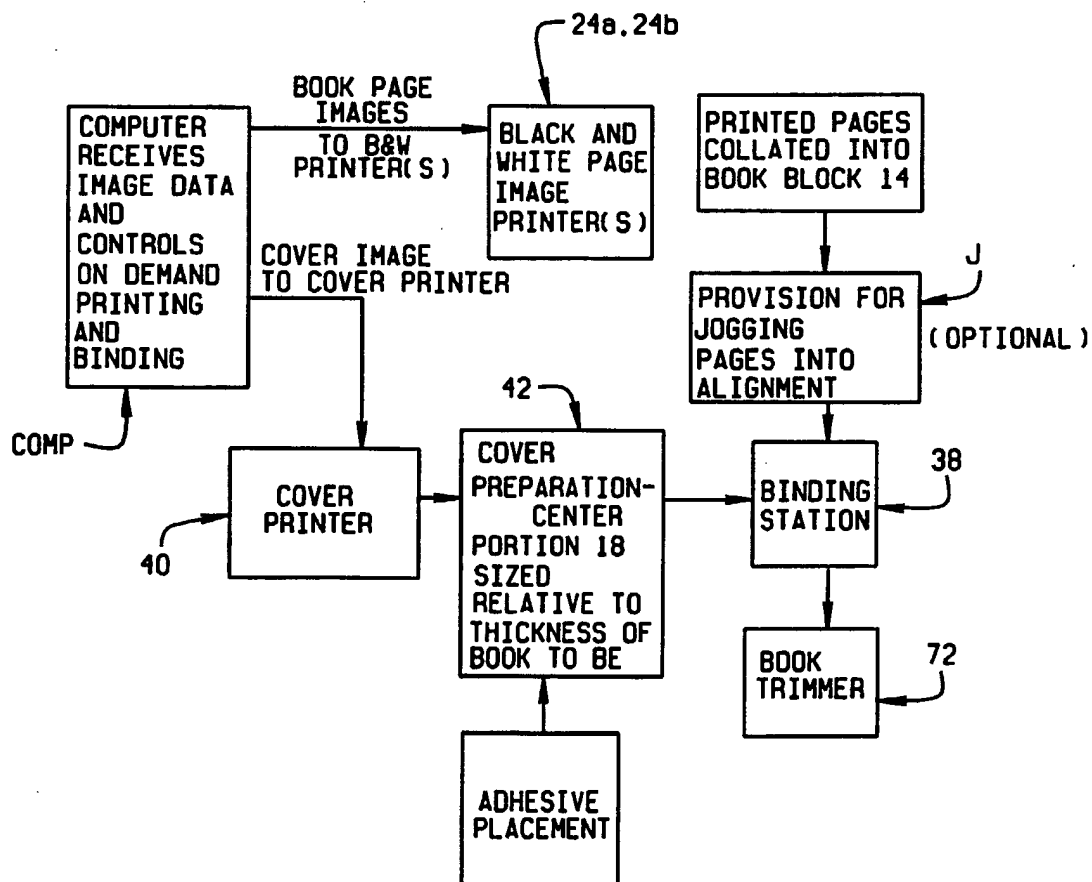 24a,24b
BOOK PAGE
IMAGES
TO B&W
PRINTER(S)
COMPUTER
RECEIVES
IMAGE DATA
AND
CONTROLS
ON DEMAND
PRINTING
AND
BINDING
BLACK AND
WHITE PAGE
IMAGE
PRINTER(S)
PRINTED PAGES
COLLATED INTO
BOOK BLOCK 14
COVER IMAGE
TO COVER PRINTER
J
PROVISION FOR
JOGGING
PAGES INTO
ALIGNMENT
(OPTIONAL)
COMP
42
COVER
PRINTER
40
COVER
PREPARATION-
CENTER
PORTION 18
SIZED
RELATIVE TO
THICKNESS OF
BOOK TO BE
BINDING
STATION
38
BOOK
TRIMMER
72
ADHESIVE
PLACEMENT